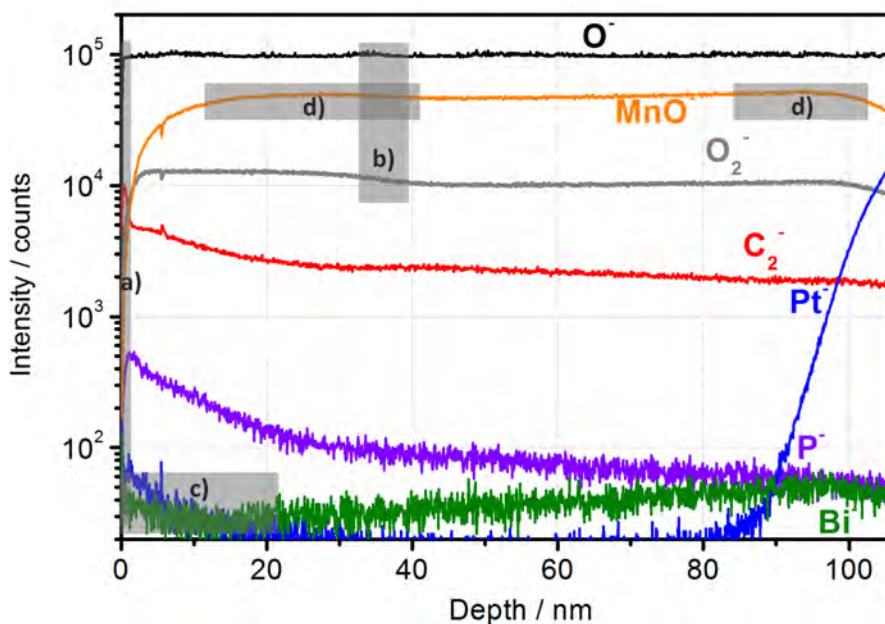 O⁻
10⁵
d)
d)
MnO⁻
b)
O₂⁻
10⁴
C₂⁻
a)
Pt⁻
10³
P⁻
10²
c)
Bi⁻
0
20
40
60
80
100
Depth / nm
Intensity / counts